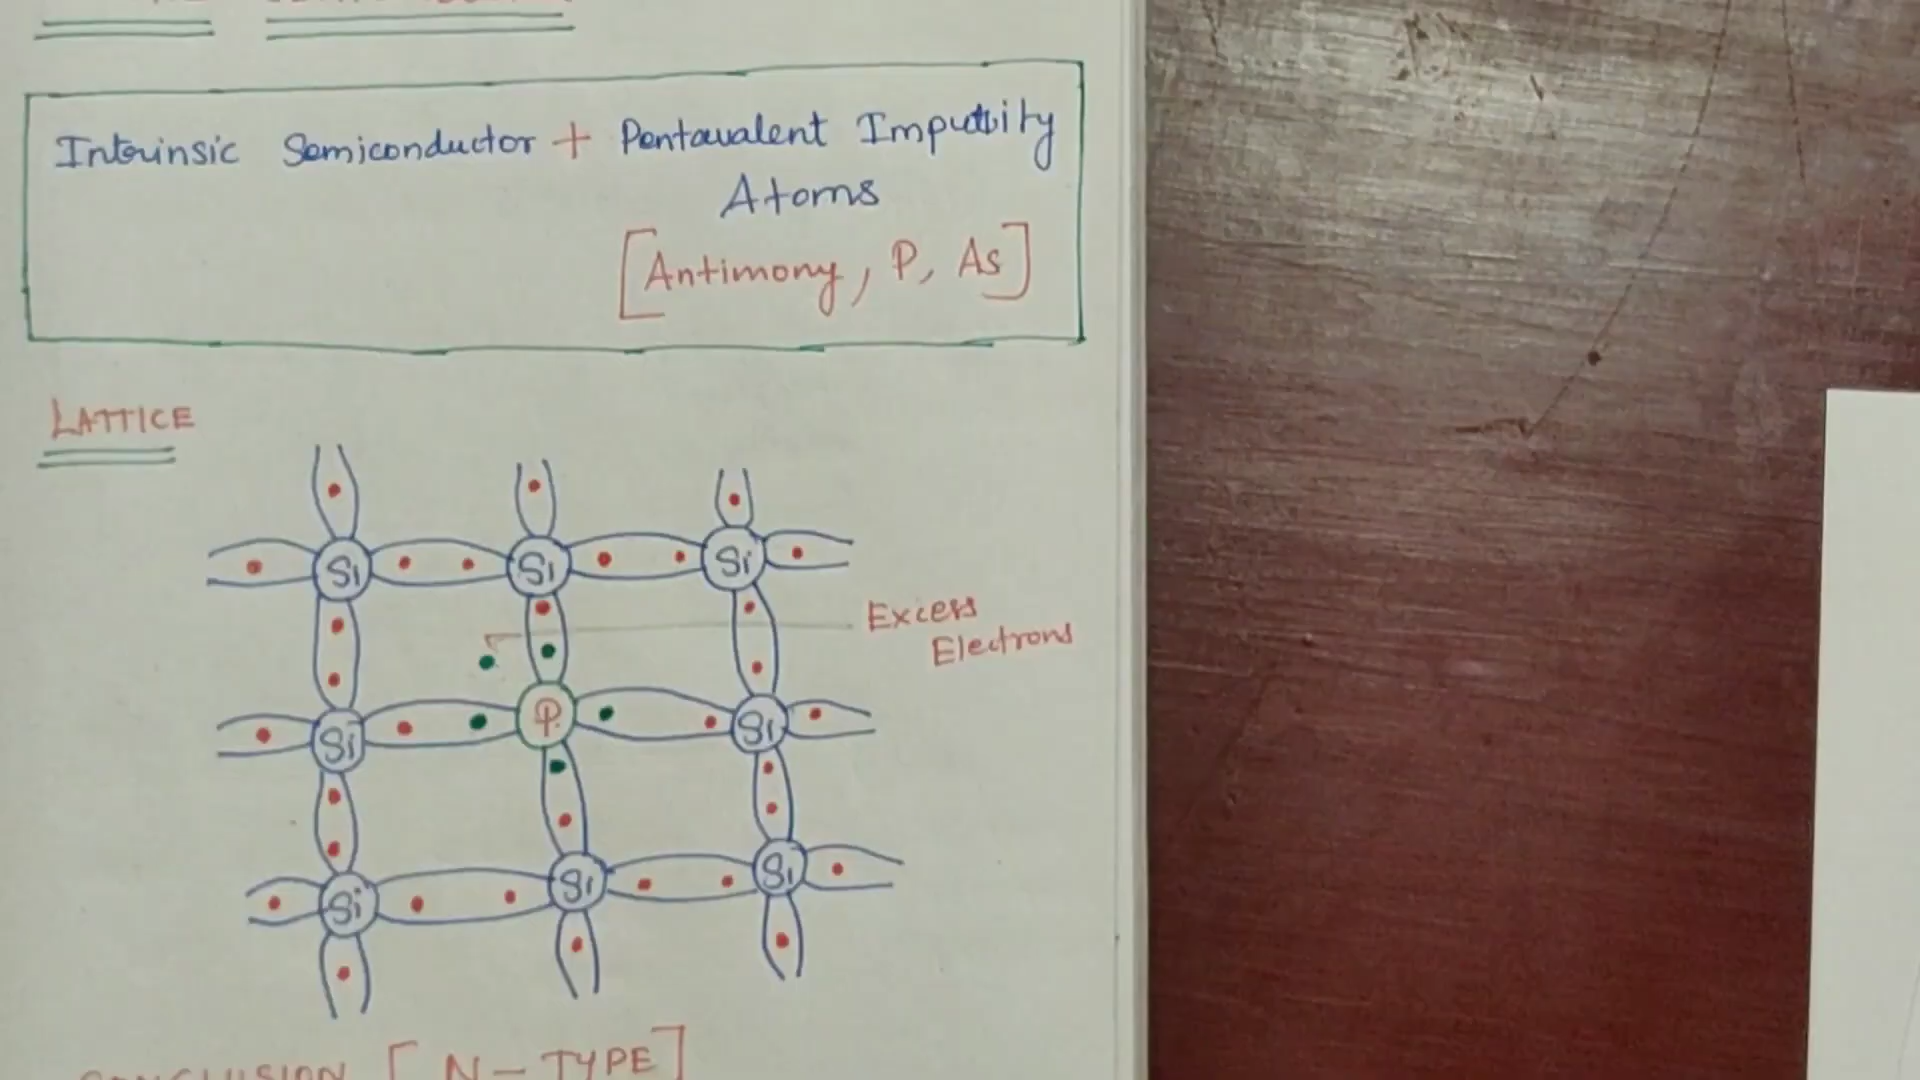 Intrinsic Semiconductor + Pentavalent Impurity
Atoms
[Antimony, P, As]
LATTICE
Si Si Si
Excess
Electrons
Si P Si
Si Si Si
CONCLUSION [N-TYPE]